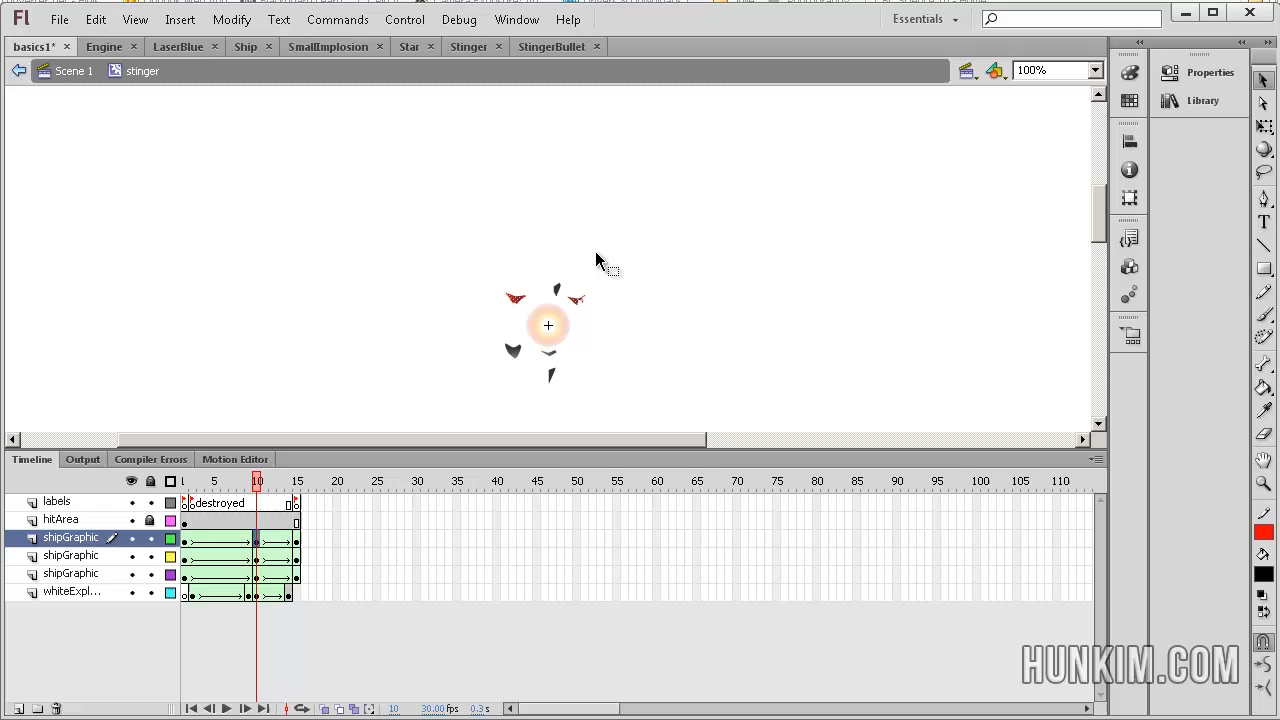 Fl File Edit View Insert Modify Text Commands Control Debug Window Help Essentials
basics1* Engine LaserBlue Ship SmallImplosion Star Stinger StingerBullet
Scene 1 stinger 100%
Properties
Library
Timeline Output Compiler Errors Motion Editor
1 5 10 15 20 25 30 35 40 45 50 55 60 65 70 75 80 85 90 95 100 105 110
labels destroyed
hitArea
shipGraphic
shipGraphic
shipGraphic
whiteExpl...
HUNKIM.COM
10 30.00fps 0.3s